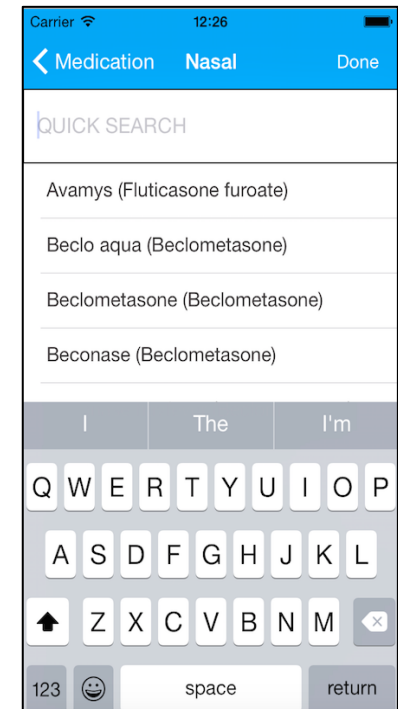 Carrier 12:26
Medication Nasal Done
QUICK SEARCH
Avamys (Fluticasone furoate)
Beclo aqua (Beclometasone)
Beclometasone (Beclometasone)
Beconase (Beclometasone)
I The I'm
Q W E R T Y U I O P
A S D F G H J K L
Z X C V B N M
123 space return